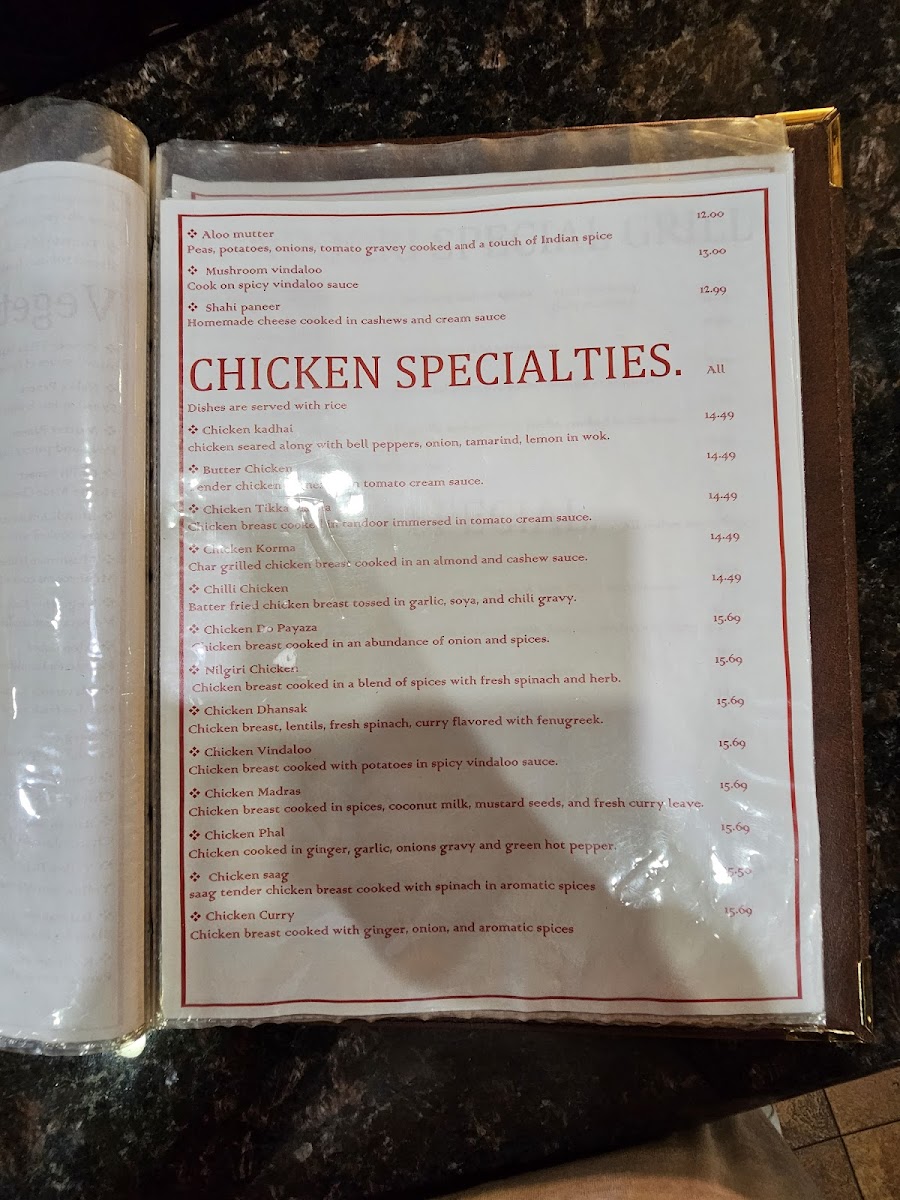 ❖ Aloo mutter 12.00
Peas, potatoes, onions, tomato gravey cooked and a touch of Indian spice
❖ Mushroom vindaloo 13.00
Cook on spicy vindaloo sauce
❖ Shahi paneer 12.99
Homemade cheese cooked in cashews and cream sauce
CHICKEN SPECIALTIES. All
Dishes are served with rice
❖ Chicken kadhai 14.49
chicken seared along with bell peppers, onion, tamarind, lemon in wok.
❖ Butter Chicken 14.49
tender chicken in tomato cream sauce.
❖ Chicken Tikka 14.49
Chicken breast cooked in tandoor immersed in tomato cream sauce.
❖ Chicken Korma 14.49
Char grilled chicken breast cooked in an almond and cashew sauce.
❖ Chilli Chicken 14.49
Batter fried chicken breast tossed in garlic, soya, and chili gravy.
❖ Chicken Do Payaza 15.69
Chicken breast cooked in an abundance of onion and spices.
❖ Nilgiri Chicken 15.69
Chicken breast cooked in a blend of spices with fresh spinach and herb.
❖ Chicken Dhansak 15.69
Chicken breast, lentils, fresh spinach, curry flavored with fenugreek.
❖ Chicken Vindaloo 15.69
Chicken breast cooked with potatoes in spicy vindaloo sauce.
❖ Chicken Madras 15.69
Chicken breast cooked in spices, coconut milk, mustard seeds, and fresh curry leave.
❖ Chicken Phal 15.69
Chicken cooked in ginger, garlic, onions gravy and green hot pepper.
❖ Chicken saag
saag tender chicken breast cooked with spinach in aromatic spices
❖ Chicken Curry 15.69
Chicken breast cooked with ginger, onion, and aromatic spices